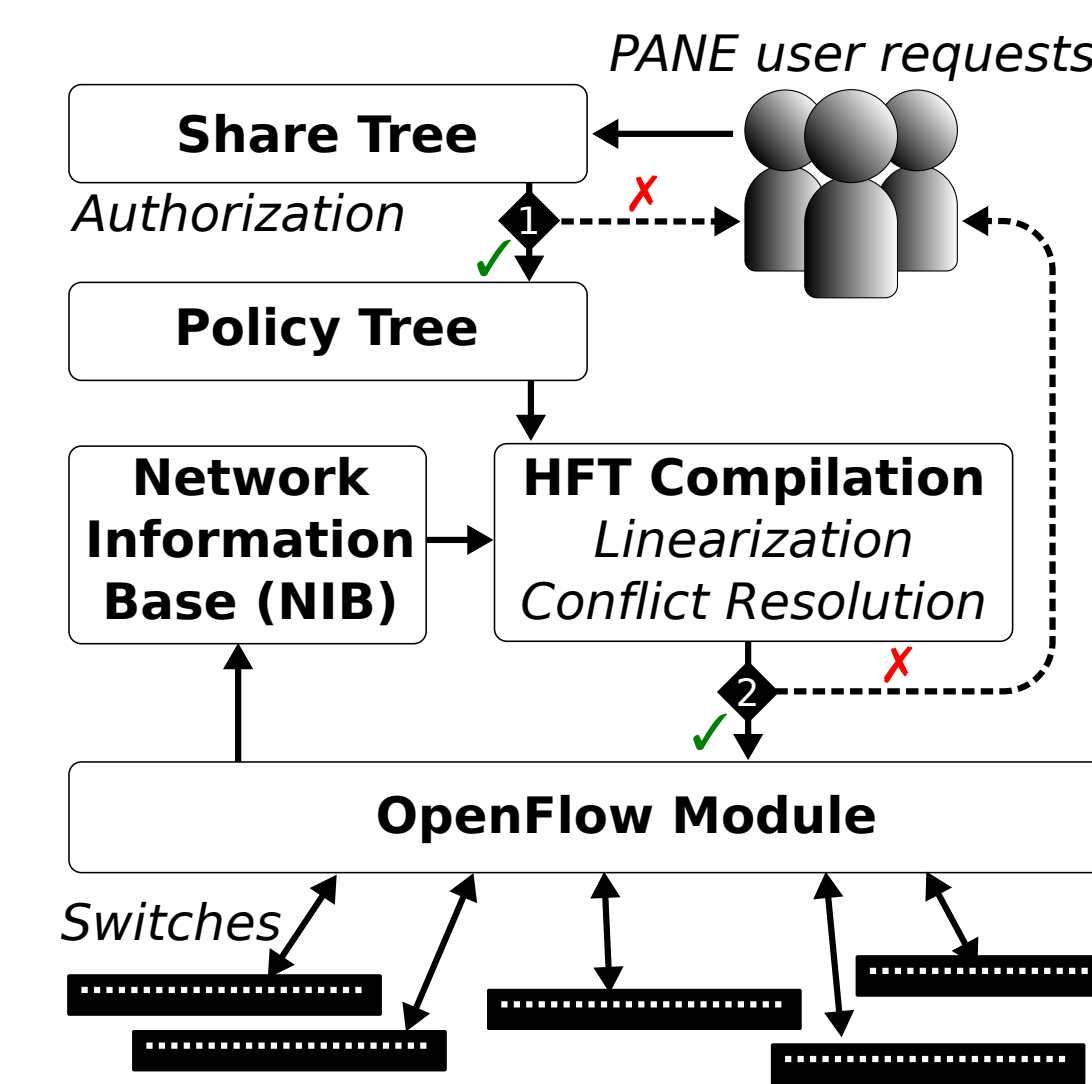 PANE user requests
Share Tree
Authorization
1
✗
✓
Policy Tree
Network
Information
Base (NIB)
HFT Compilation
Linearization
Conflict Resolution
✗
2
✓
OpenFlow Module
Switches